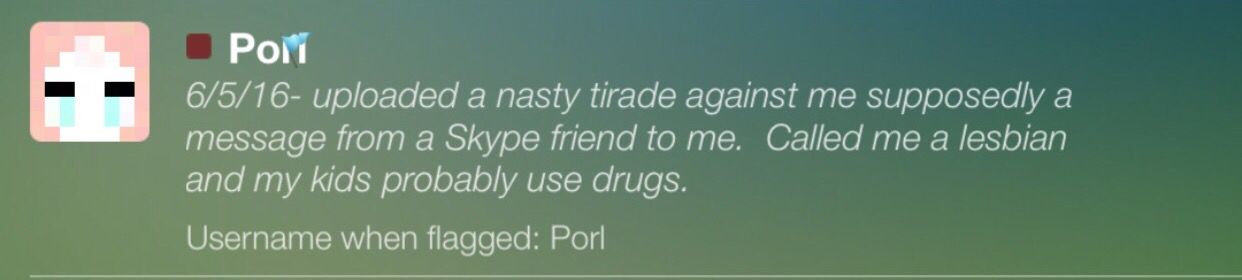 Porl
6/5/16- uploaded a nasty tirade against me supposedly a
message from a Skype friend to me.  Called me a lesbian
and my kids probably use drugs.
Username when flagged: Porl